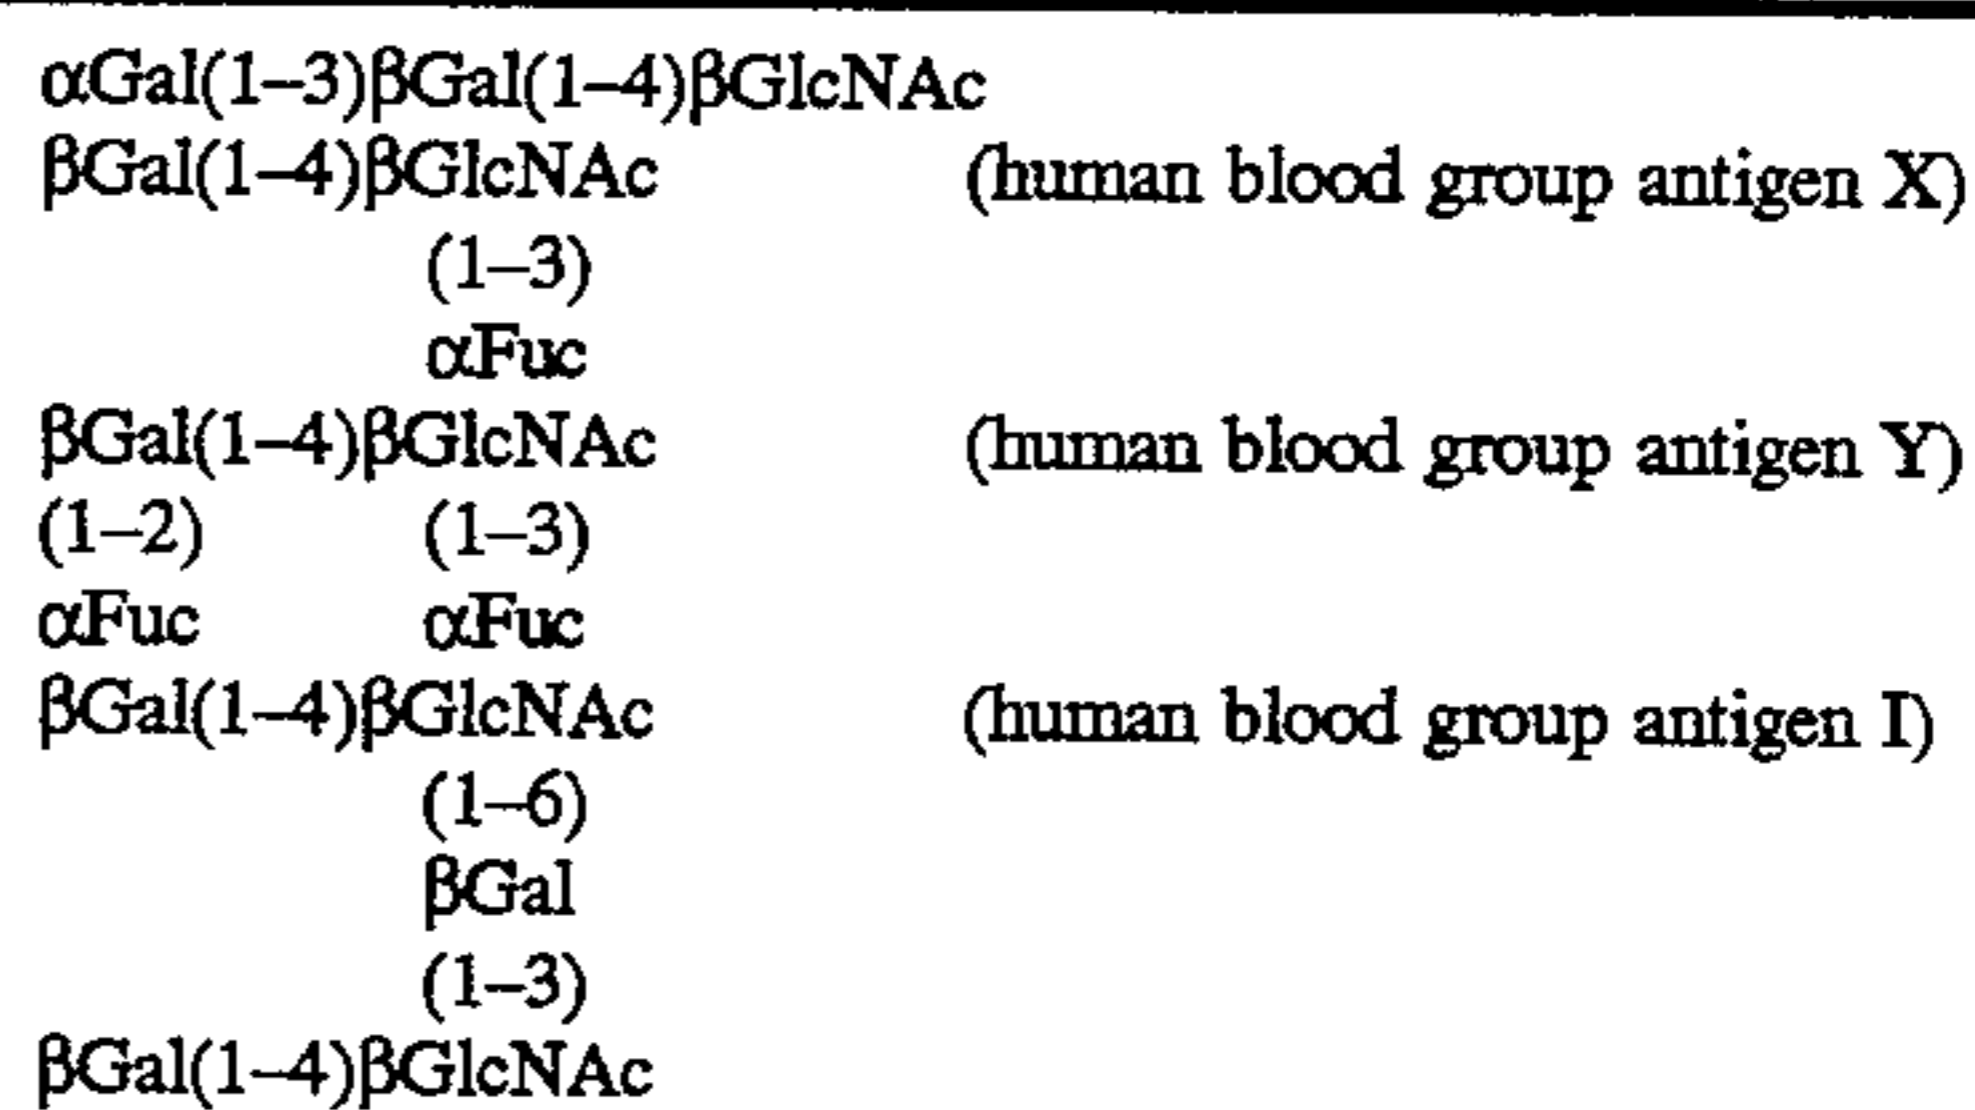 αGal(1–3)βGal(1–4)βGlcNAc
βGal(1–4)βGlcNAc (human blood group antigen X)
(1–3)
αFuc
βGal(1–4)βGlcNAc (human blood group antigen Y)
(1–2) (1–3)
αFuc αFuc
βGal(1–4)βGlcNAc (human blood group antigen I)
(1–6)
βGal
(1–3)
βGal(1–4)βGlcNAc